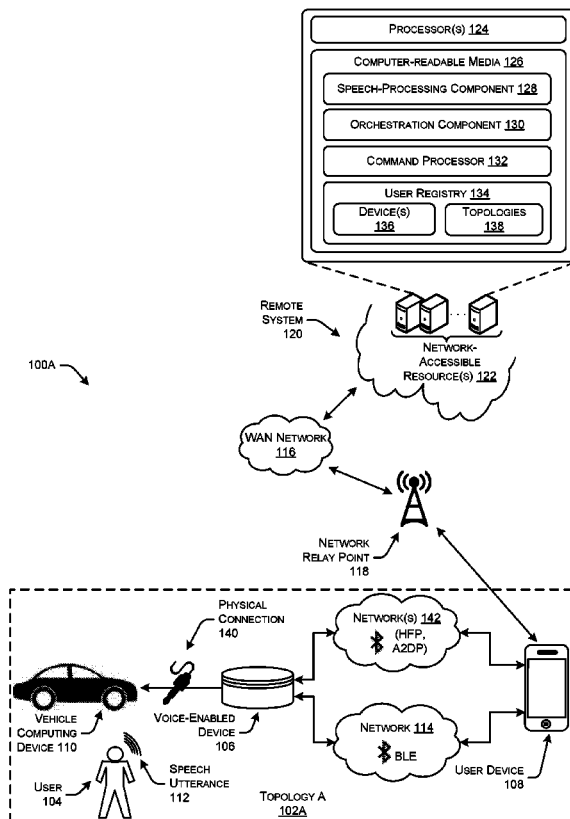 PROCESSOR(S) 124
COMPUTER-READABLE MEDIA 126
SPEECH-PROCESSING COMPONENT 128
ORCHESTRATION COMPONENT 130
COMMAND PROCESSOR 132
USER REGISTRY 134
DEVICE(S)
136
TOPOLOGIES
138
REMOTE
SYSTEM
120
NETWORK-
ACCESSIBLE
RESOURCE(S) 122
100A
WAN NETWORK
116
NETWORK
RELAY POINT
118
PHYSICAL
CONNECTION
140
NETWORK(S) 142
(HFP,
A2DP)
VEHICLE
COMPUTING
DEVICE 110
VOICE-ENABLED
DEVICE
106
NETWORK 114
BLE
USER DEVICE
108
USER
104
SPEECH
UTTERANCE
112
TOPOLOGY A
102A